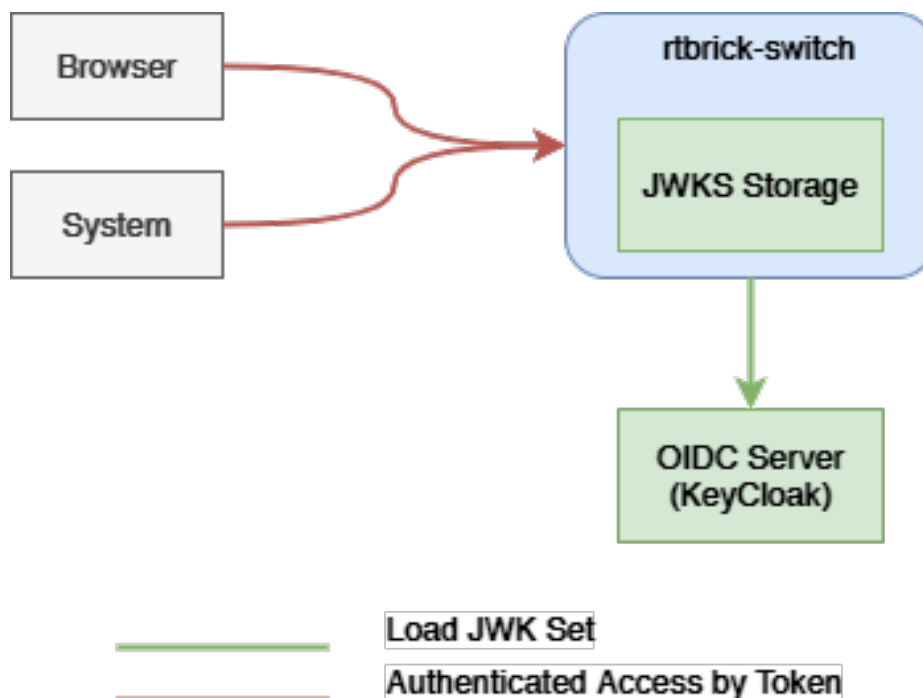 Browser
rtbrick-switch
JWKS Storage
System
OIDC Server
(KeyCloak)
Load JWK Set
Authenticated Access by Token